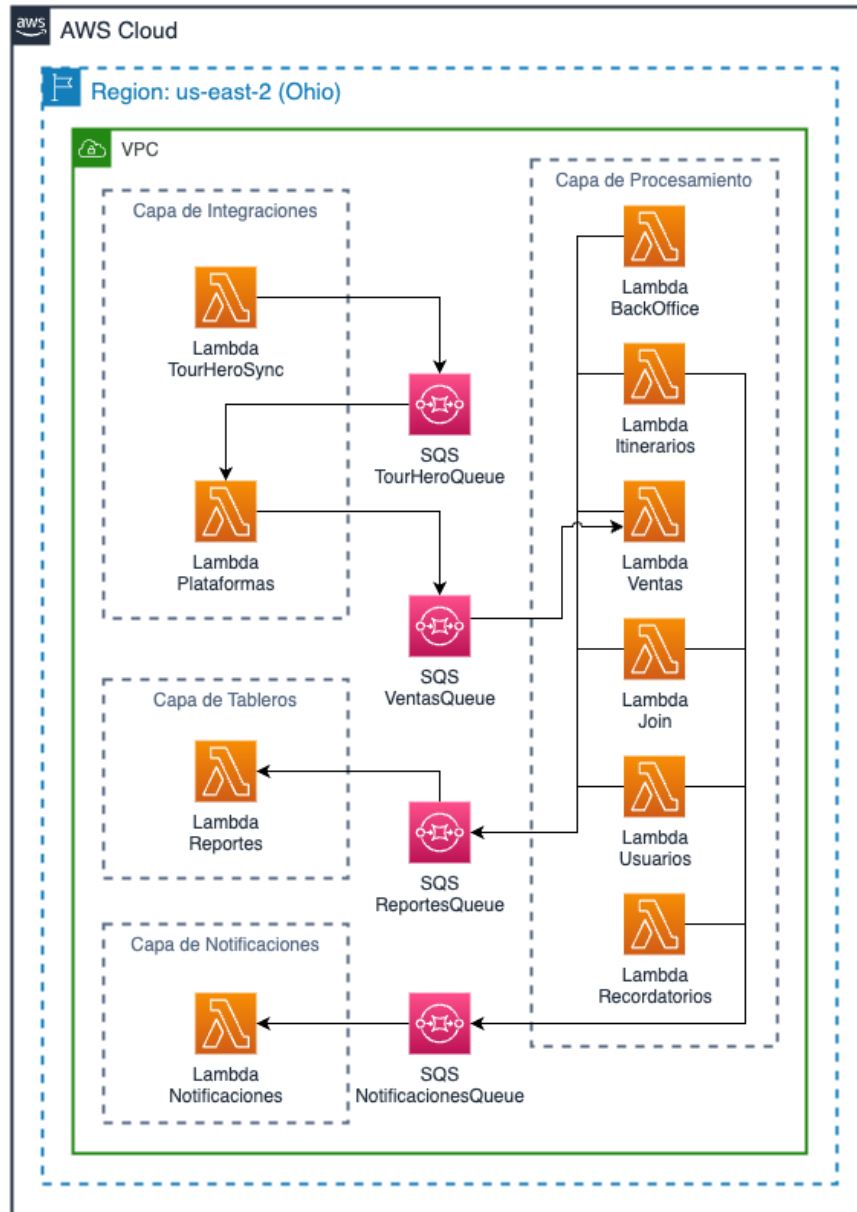 aws
AWS Cloud
Region: us-east-2 (Ohio)
VPC
Capa de Integraciones
Lambda
TourHeroSync
SQS
TourHeroQueue
Lambda
Plataformas
SQS
VentasQueue
Capa de Tableros
Lambda
Reportes
SQS
ReportesQueue
Capa de Notificaciones
Lambda
Notificaciones
SQS
NotificacionesQueue
Capa de Procesamiento
Lambda
BackOffice
Lambda
Itinerarios
Lambda
Ventas
Lambda
Join
Lambda
Usuarios
Lambda
Recordatorios